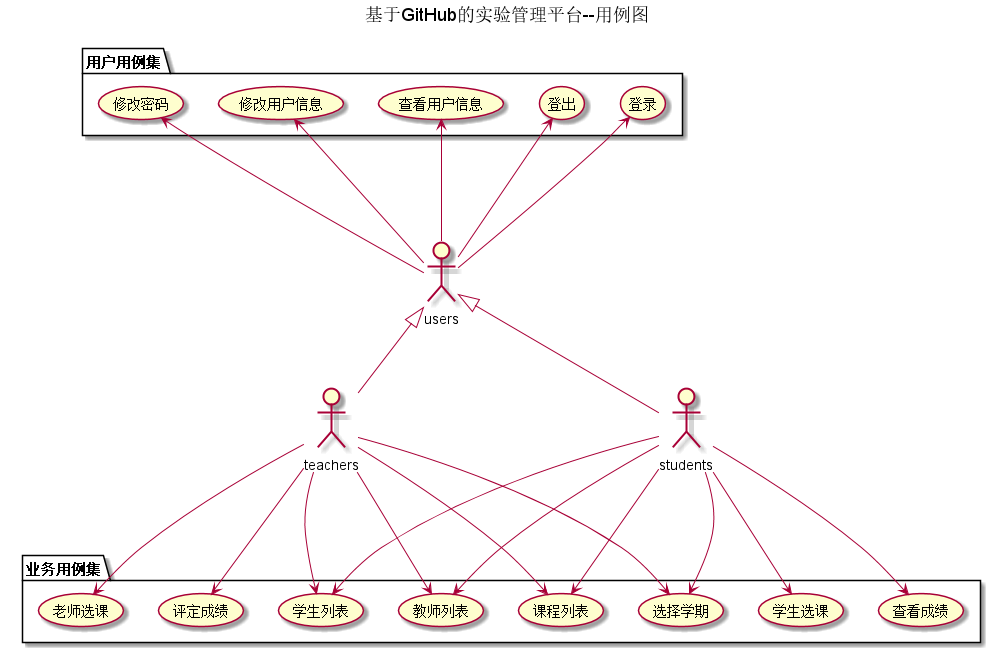 基于GitHub的实验管理平台--用例图
用户用例集
修改密码
修改用户信息
查看用户信息
登出
登录
users
teachers
students
业务用例集
老师选课
评定成绩
学生列表
教师列表
课程列表
选择学期
学生选课
查看成绩